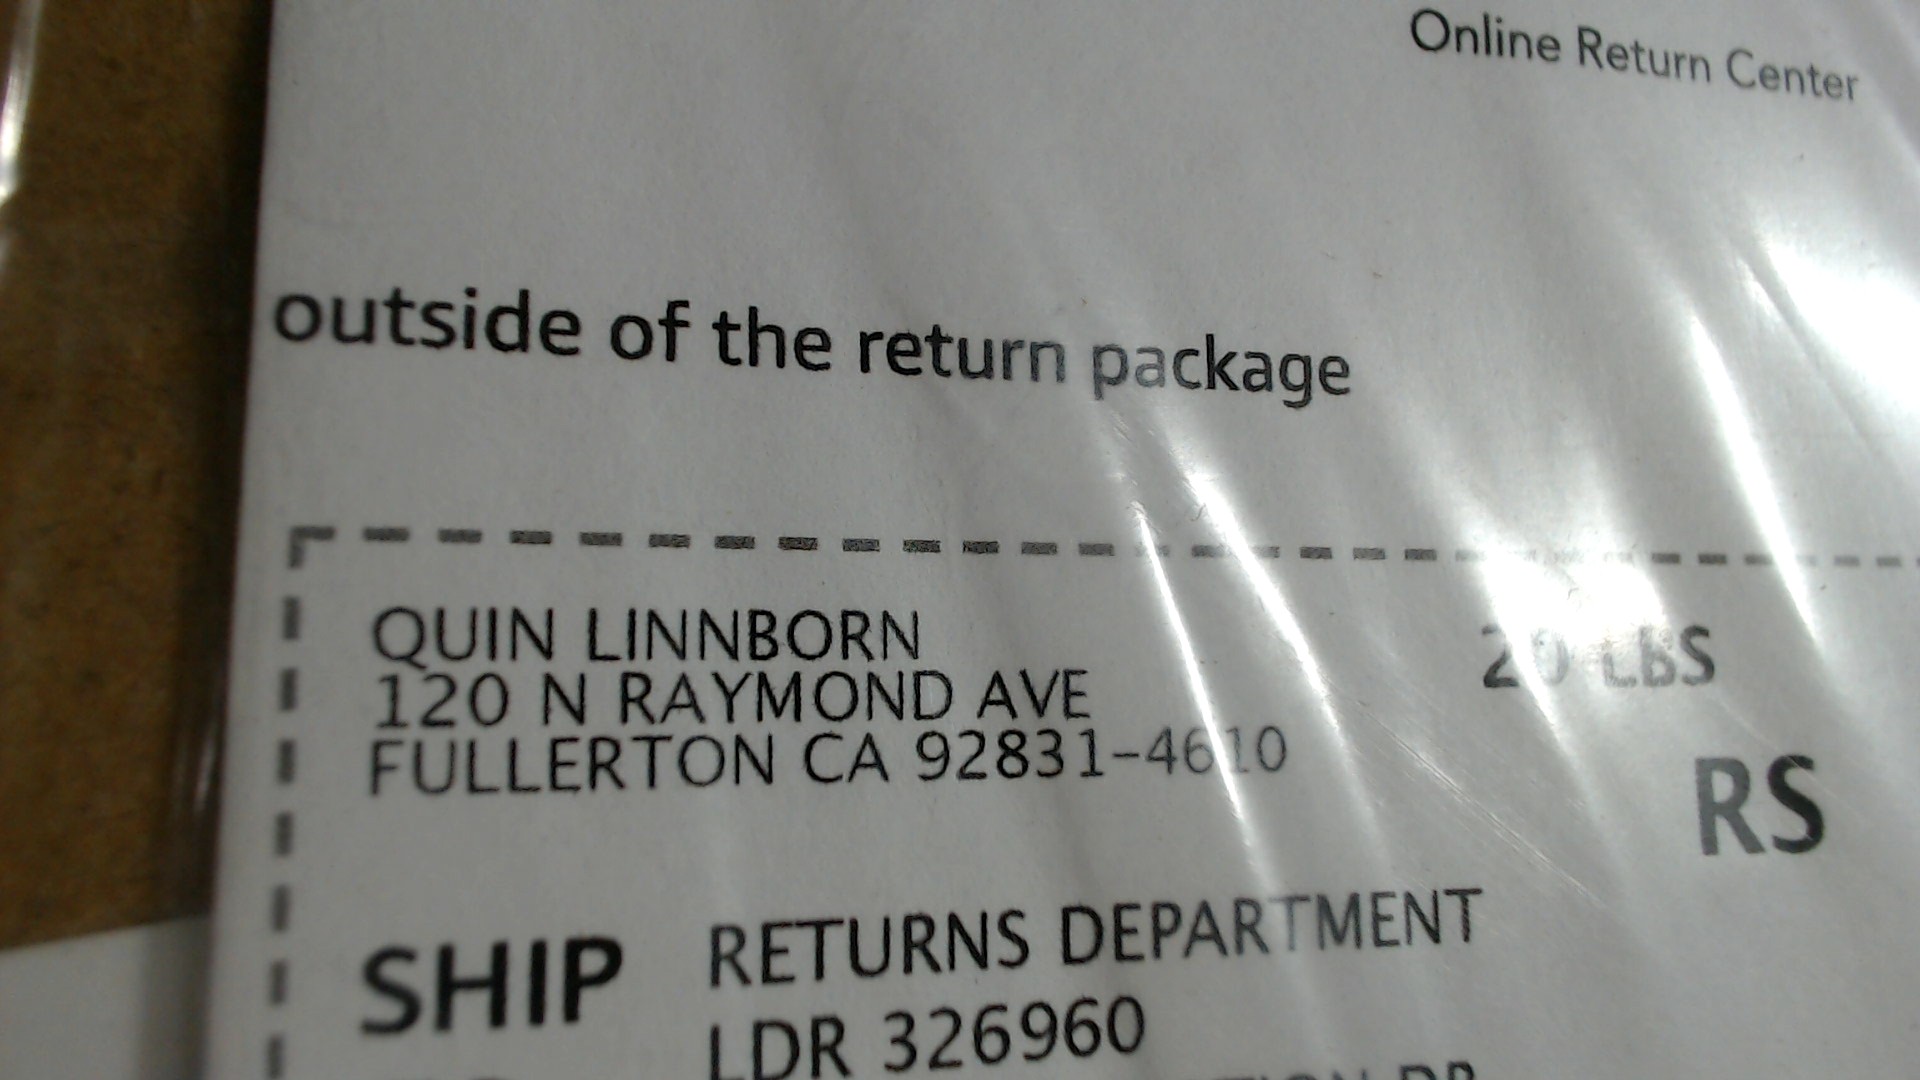 Online Return Center
outside of the return package
QUIN LINNBORN
20 LBS
120 N RAYMOND AVE
FULLERTON CA 92831-4610
RS
SHIP
RETURNS DEPARTMENT
LDR 326960